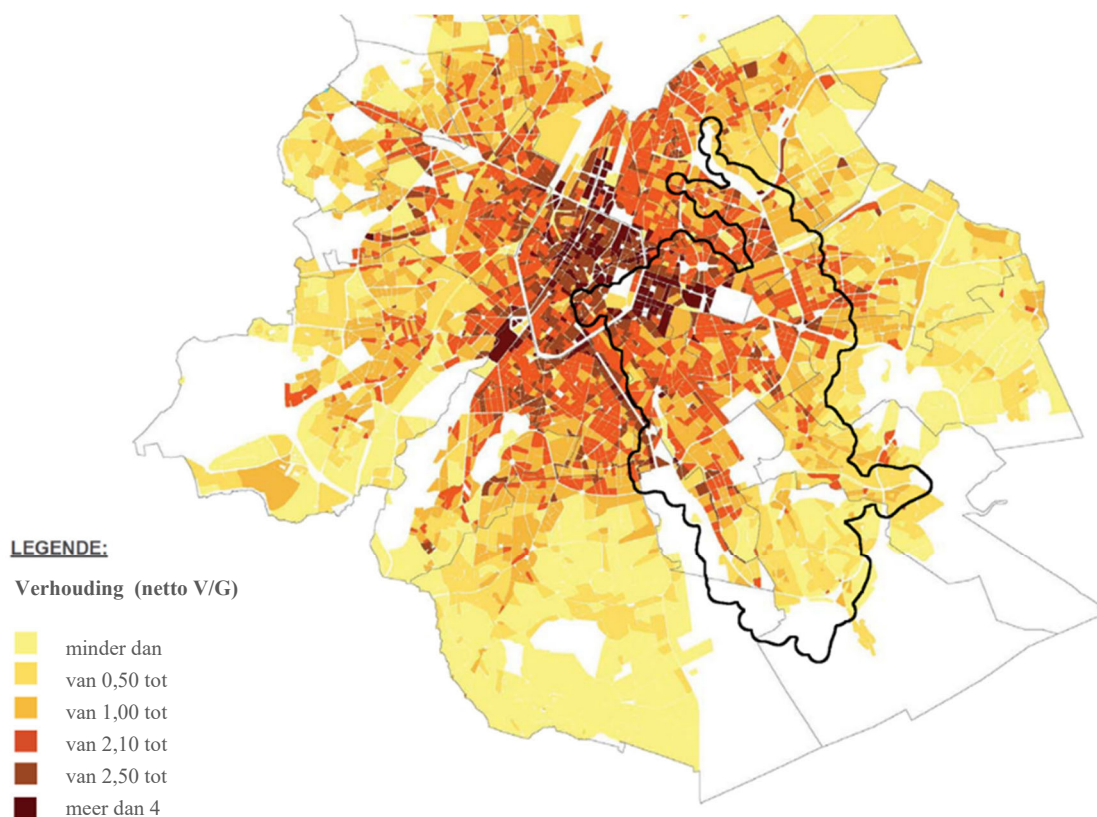 LEGENDE:
Verhouding (netto V/G)
minder dan
van 0,50 tot
van 1,00 tot
van 2,10 tot
van 2,50 tot
meer dan 4